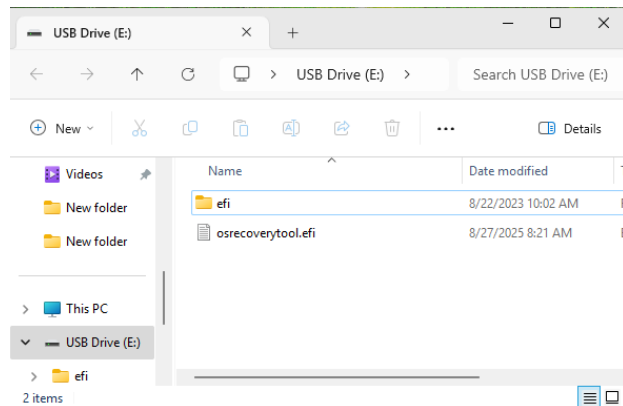 USB Drive (E:)
USB Drive (E:)
Search USB Drive (E:)
New
Details
Videos
New folder
New folder
This PC
USB Drive (E:)
efi
Name
Date modified
efi
8/22/2023 10:02 AM
osrecoverytool.efi
8/27/2025 8:21 AM
2 items